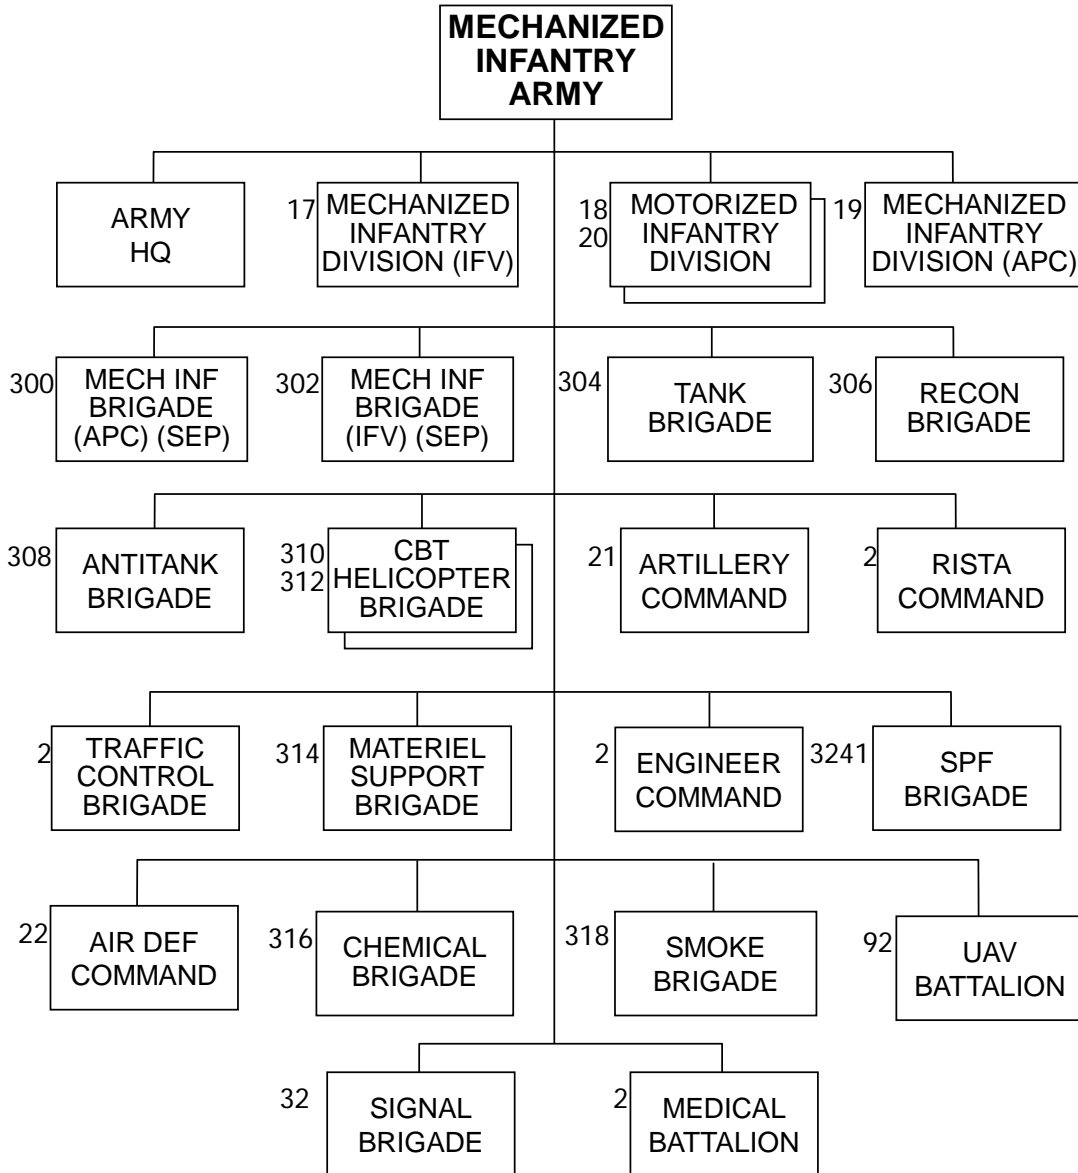 MECHANIZED
INFANTRY
ARMY
ARMY
HQ
17
MECHANIZED
INFANTRY
DIVISION (IFV)
18
20
MOTORIZED
INFANTRY
DIVISION
19
MECHANIZED
INFANTRY
DIVISION (APC)
300
MECH INF
BRIGADE
(APC) (SEP)
302
MECH INF
BRIGADE
(IFV) (SEP)
304
TANK
BRIGADE
306
RECON
BRIGADE
308
ANTITANK
BRIGADE
310
312
CBT
HELICOPTER
BRIGADE
21
ARTILLERY
COMMAND
2
RISTA
COMMAND
2
TRAFFIC
CONTROL
BRIGADE
314
MATERIEL
SUPPORT
BRIGADE
2
ENGINEER
COMMAND
3241
SPF
BRIGADE
22
AIR DEF
COMMAND
316
CHEMICAL
BRIGADE
318
SMOKE
BRIGADE
92
UAV
BATTALION
32
SIGNAL
BRIGADE
2
MEDICAL
BATTALION